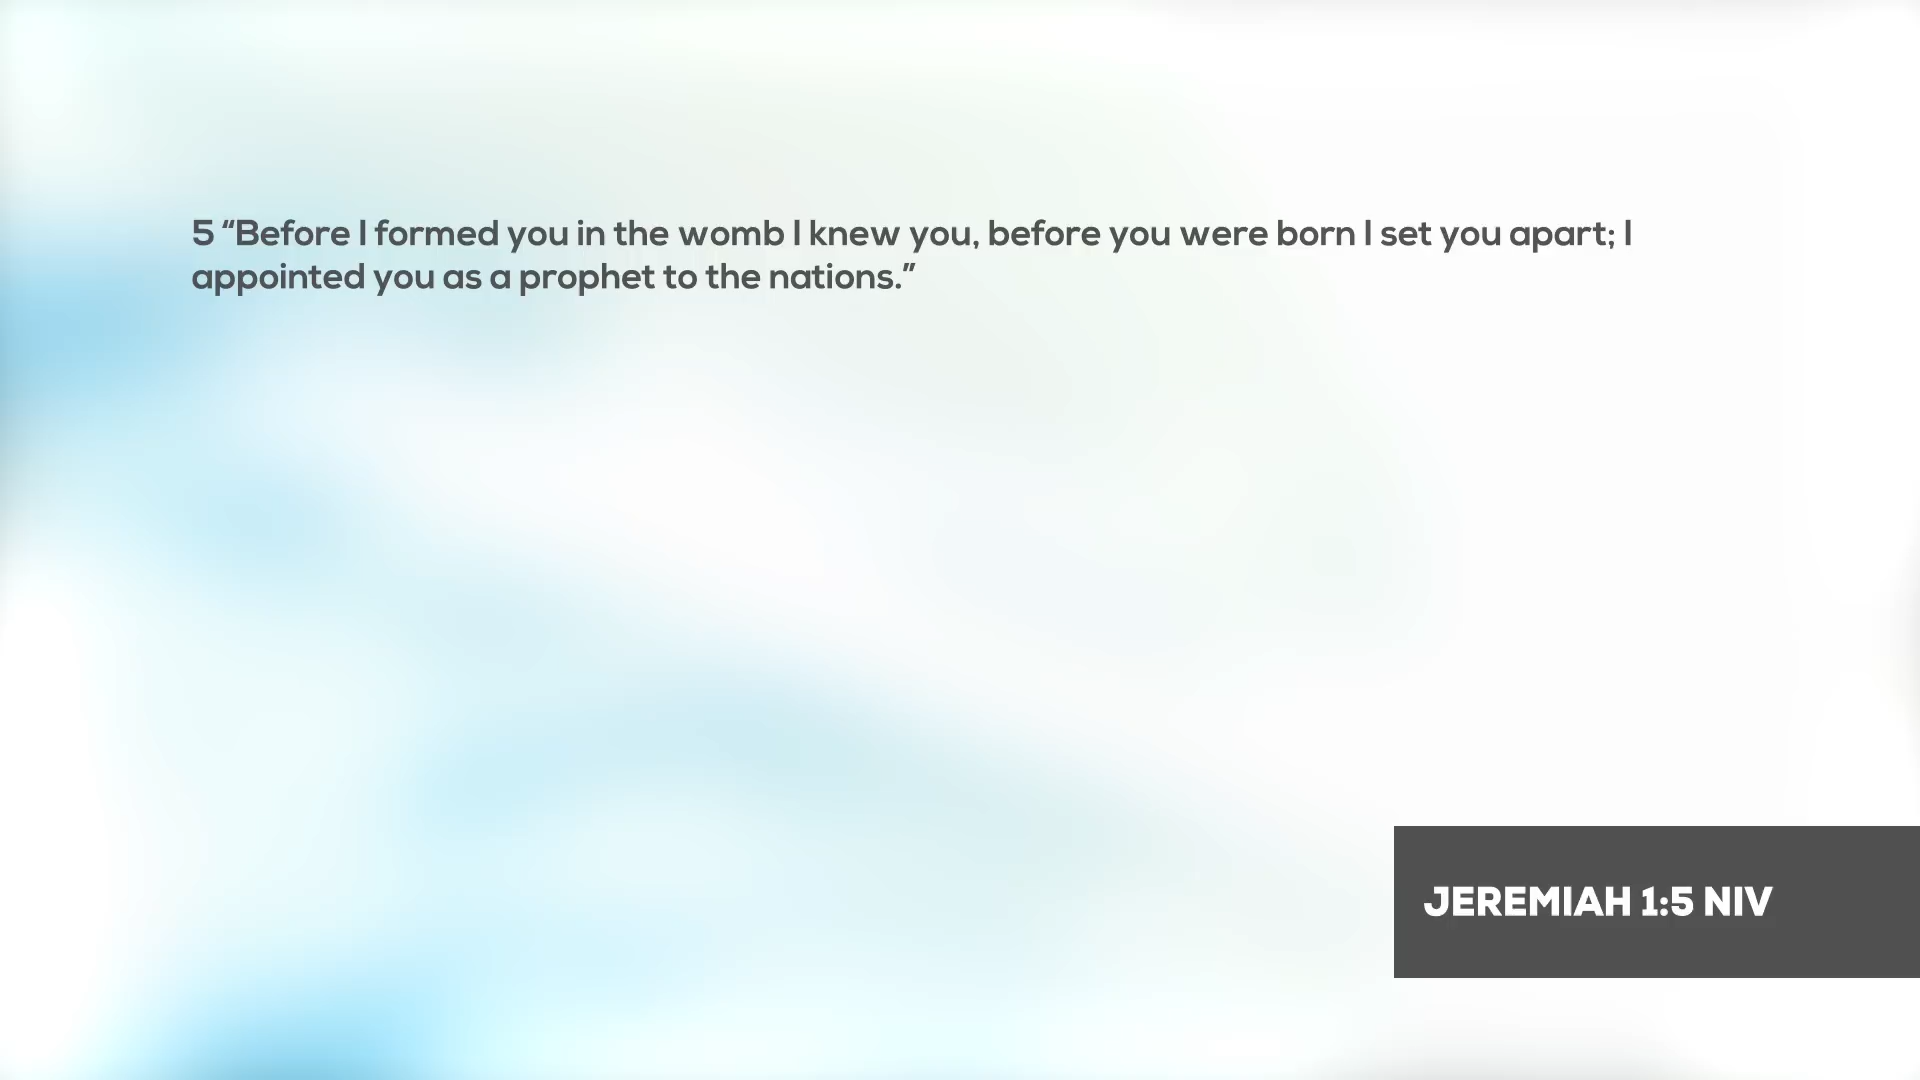 5 “Before I formed you in the womb I knew you, before you were born I set you apart; I
appointed you as a prophet to the nations.”
JEREMIAH 1:5 NIV